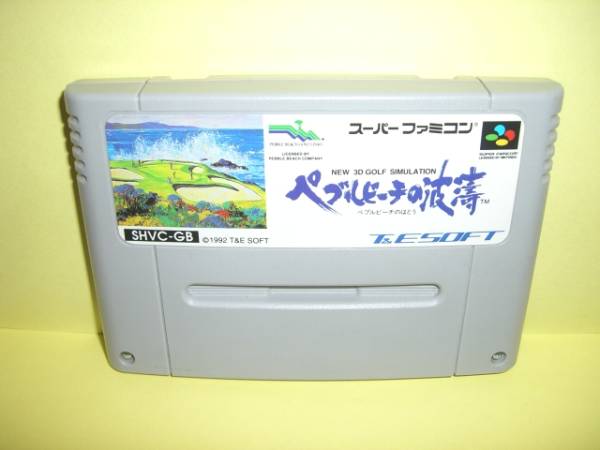 PEBBLE BEACH GOLF LINKS
LICENSED BY
PEBBLE BEACH COMPANY
スーパーファミコン
SUPER FAMICOM
LICENSED BY NINTENDO
NEW 3D GOLF SIMULATION
ペブルビーチの波濤™
ペブルビーチのはとう
SHVC-GB
©1992 T&E SOFT
T&E SOFT